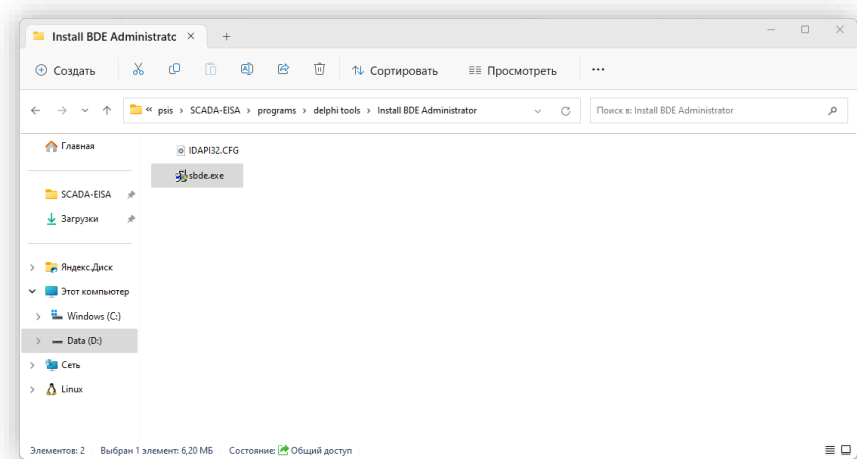 Install BDE Administratc × +
Создать Сортировать Просмотреть ...
« psis > SCADA-EISA > programs > delphi tools > Install BDE Administrator
Поиск в: Install BDE Administrator
Главная
SCADA-EISA
Загрузки
Яндекс.Диск
Этот компьютер
Windows (C:)
Data (D:)
Сеть
Linux
IDAPI32.CFG
sbde.exe
Элементов: 2 Выбран 1 элемент: 6,20 МБ Состояние: Общий доступ